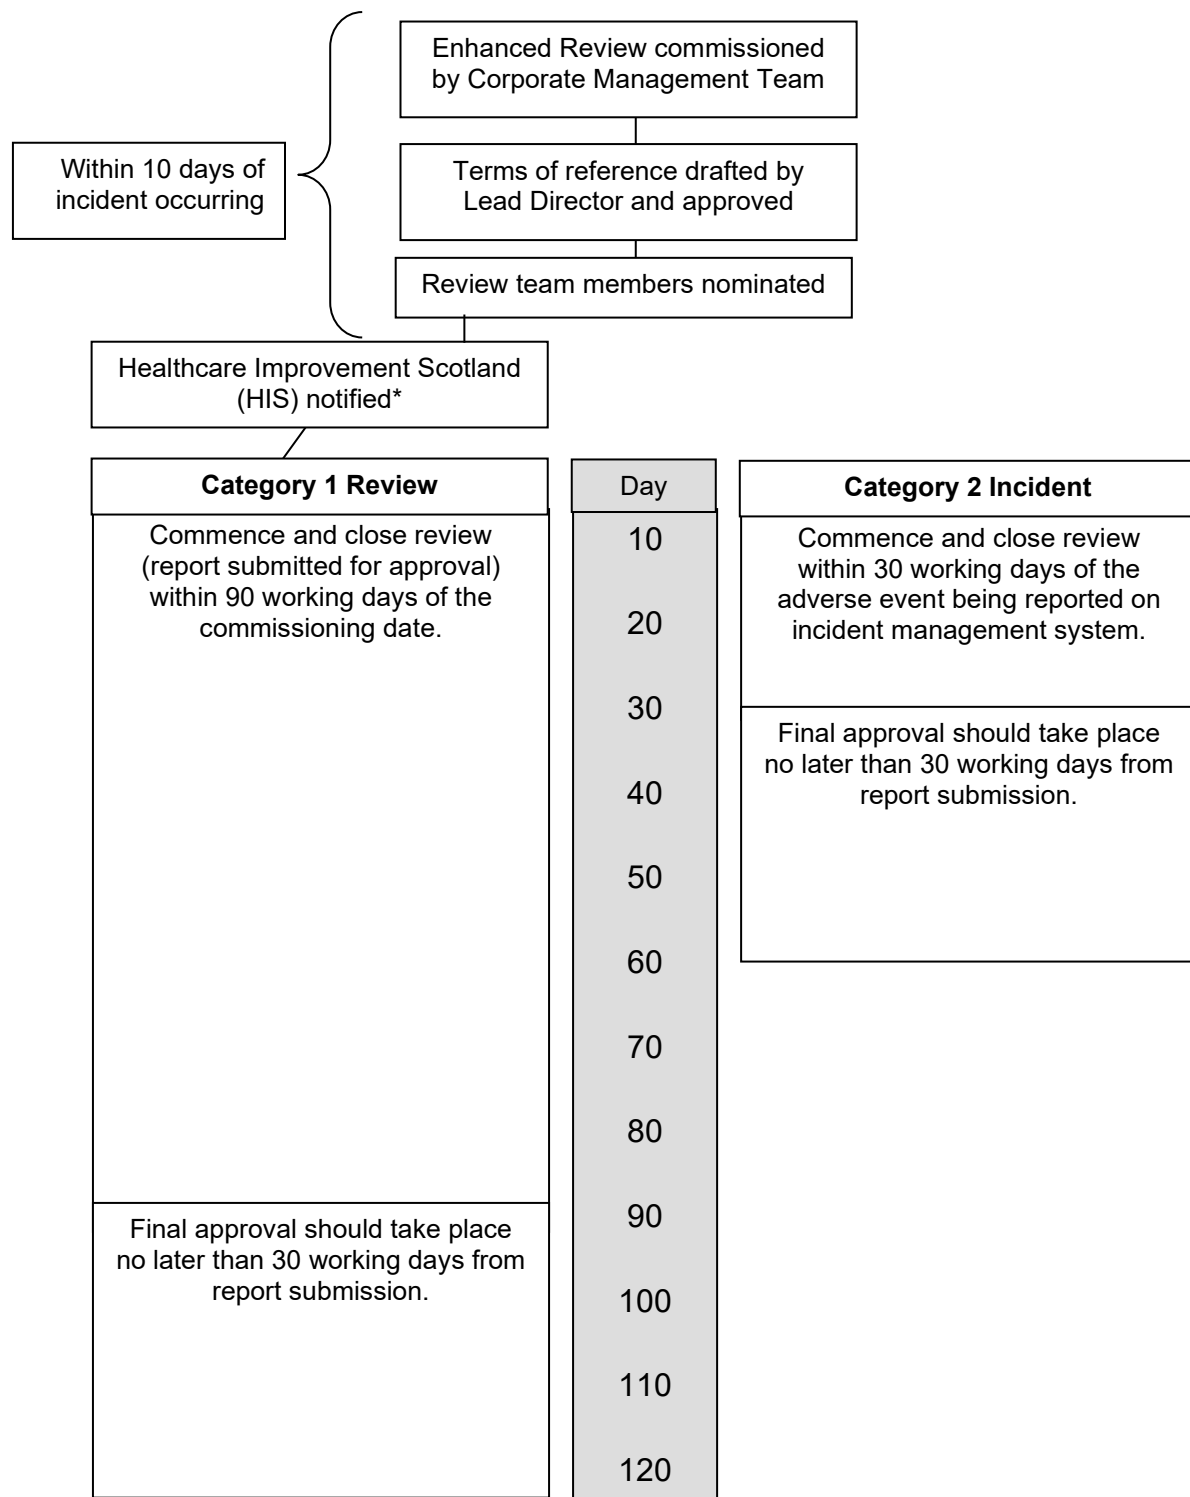 Enhanced Review commissioned
by Corporate Management Team
Within 10 days of
incident occurring
Terms of reference drafted by
Lead Director and approved
Review team members nominated
Healthcare Improvement Scotland
(HIS) notified*
Category 1 Review
Commence and close review
(report submitted for approval)
within 90 working days of the
commissioning date.
Final approval should take place
no later than 30 working days from
report submission.
Day
10
20
30
40
50
60
70
80
90
100
110
120
Category 2 Incident
Commence and close review
within 30 working days of the
adverse event being reported on
incident management system.
Final approval should take place
no later than 30 working days from
report submission.